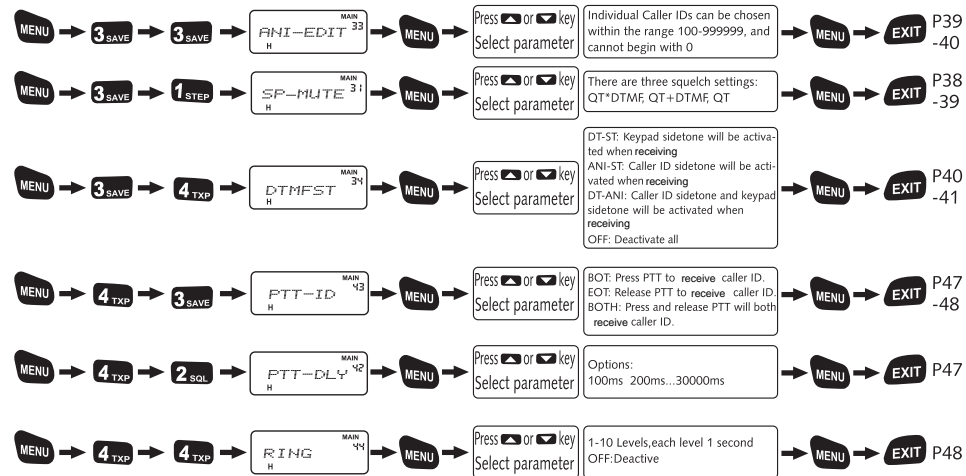 MENU 3 SAVE 3 SAVE MAIN ANI-EDIT 33 H MENU Press or key Select parameter
Individual Caller IDs can be chosen
within the range 100-999999, and
cannot begin with 0
MENU EXIT P39
-40
MENU 3 SAVE 1 STEP MAIN SP-MUTE 31 H MENU Press or key Select parameter
There are three squelch settings:
QT*DTMF, QT+DTMF, QT
MENU EXIT P38
-39
MENU 3 SAVE 4 TXP MAIN DTMFST 34 H MENU Press or key Select parameter
DT-ST: Keypad sidetone will be activa-
ted when receiving
ANI-ST: Caller ID sidetone will be acti-
vated when receiving
DT-ANI: Caller ID sidetone and keypad
sidetone will be activated when
receiving
OFF: Deactivate all
MENU EXIT P40
-41
MENU 4 TXP 3 SAVE MAIN PTT-ID 43 H MENU Press or key Select parameter
BOT: Press PTT to receive caller ID.
EOT: Release PTT to receive caller ID.
BOTH: Press and release PTT will both
receive caller ID.
MENU EXIT P47
-48
MENU 4 TXP 2 SQL MAIN PTT-DLY 42 H MENU Press or key Select parameter
Options:
100ms 200ms...30000ms
MENU EXIT P47
MENU 4 TXP 4 TXP MAIN RING 44 H MENU Press or key Select parameter
1-10 Levels,each level 1 second
OFF:Deactive
MENU EXIT P48